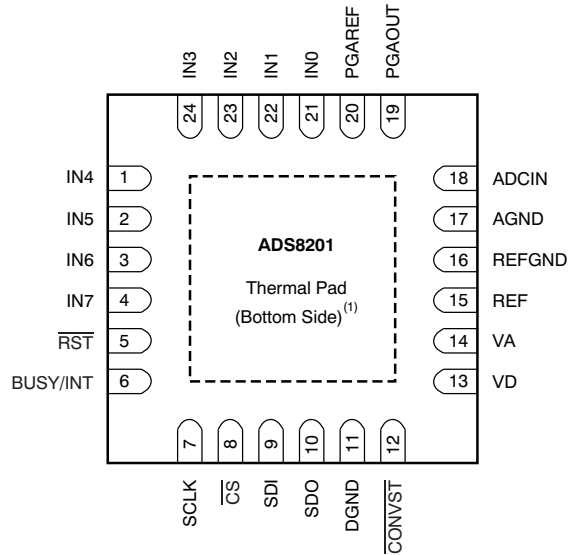 IN3
IN2
IN1
IN0
PGAREF
PGAOUT
24
23
22
21
20
19
IN4 1
IN5 2
IN6 3
IN7 4
RST 5
BUSY/INT 6
ADS8201
Thermal Pad
(Bottom Side)(1)
18 ADCIN
17 AGND
16 REFGND
15 REF
14 VA
13 VD
7
8
9
10
11
12
SCLK
CS
SDI
SDO
DGND
CONVST